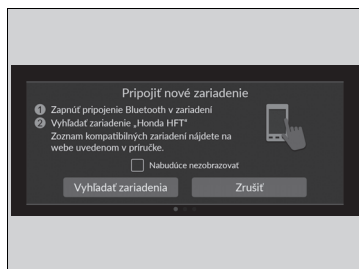 Pripojiť nové zariadenie
1 Zapnúť pripojenie Bluetooth v zariadení
2 Vyhľadať zariadenie „Honda HFT“
Zoznam kompatibilných zariadení nájdete na
webe uvedenom v príručke.
Nabudúce nezobrazovať
Vyhľadať zariadenia
Zrušiť